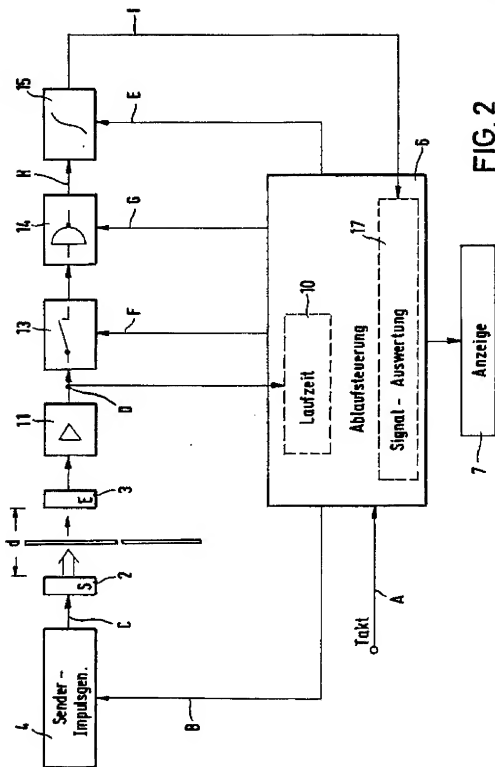 4
Sender-
Impulsgen.
C
S
2
d
E
3
11
D
13
14
H
15
I
B
F
G
E
Takt
A
10
Laufzeit
Ablaufsteuerung
17
Signal - Auswertung
6
7
Anzeige
FIG. 2